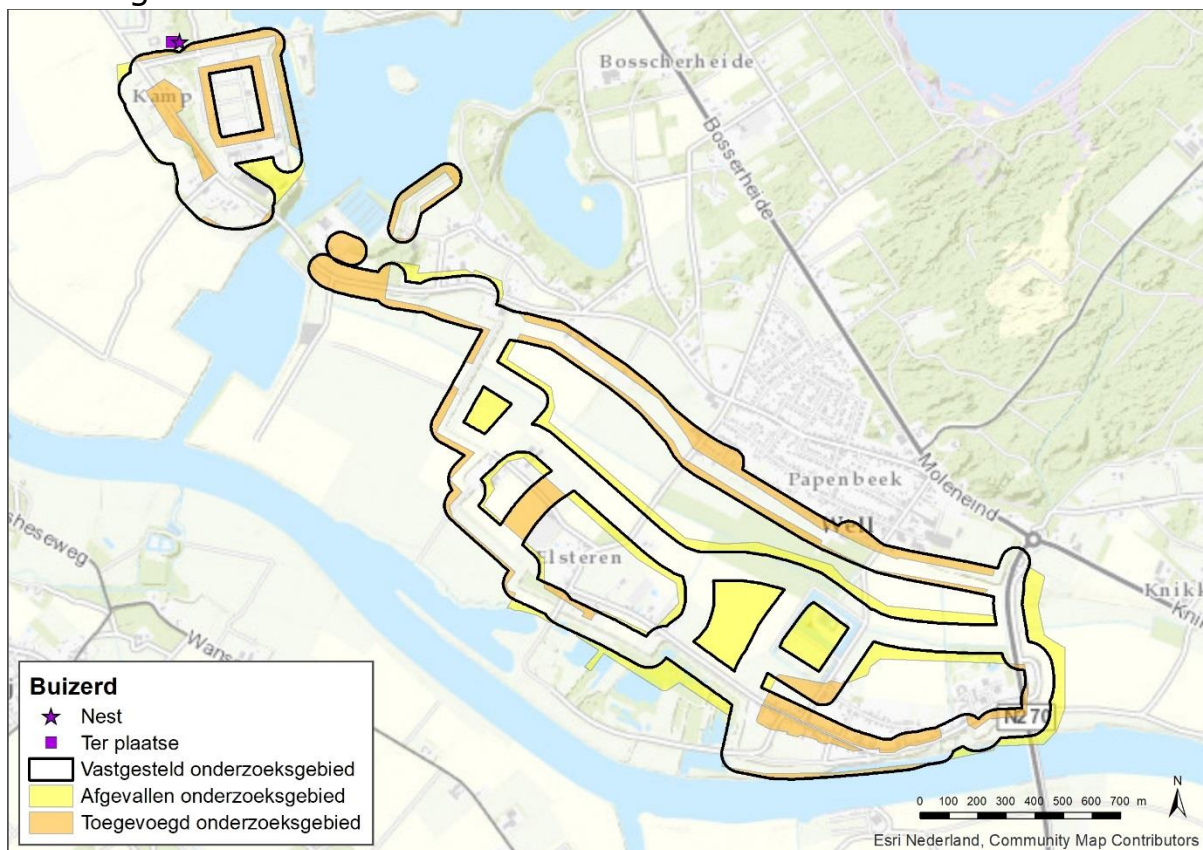 Kamp
Bosscherheide
Bosserheide
Papenbeek
Well
Moleneind
Elsteren
Knikk
Kni
sheseweg
Wans
N270
Buizerd
Nest
Ter plaatse
Vastgesteld onderzoeksgebied
Afgevallen onderzoeksgebied
Toegevoegd onderzoeksgebied
N
0 100 200 300 400 500 600 700 m
Esri Nederland, Community Map Contributors